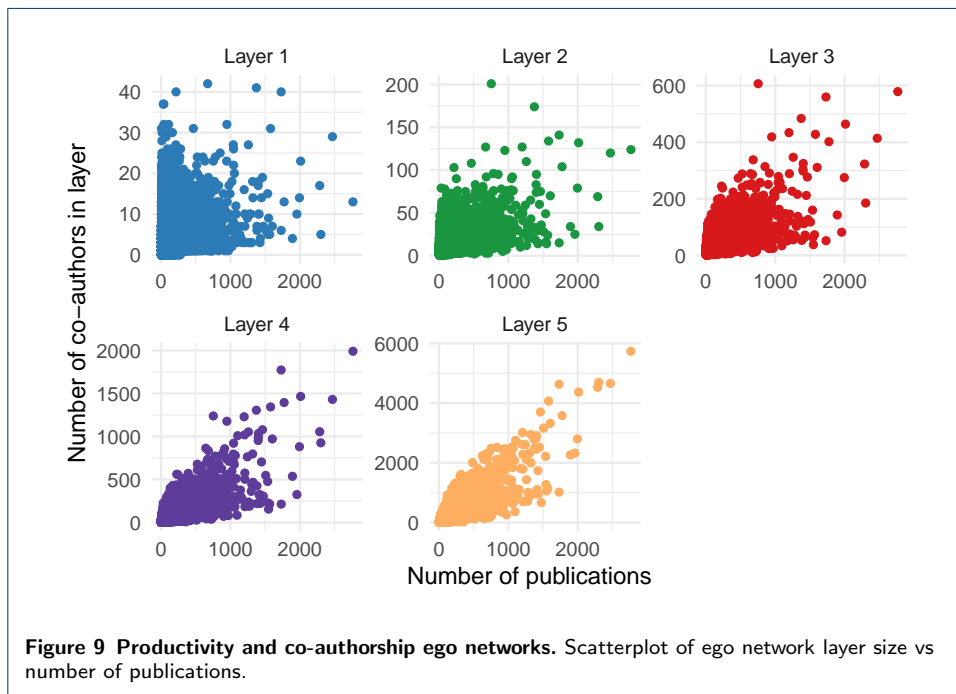 Layer 1
Layer 2
Layer 3
40
30
20
10
0
200
150
100
50
0
600
400
200
0
0 1000 2000
0 1000 2000
0 1000 2000
Number of co−authors in layer
Layer 4
Layer 5
2000
1500
1000
500
0
6000
4000
2000
0
0 1000 2000
0 1000 2000
Number of publications
Figure 9 Productivity and co-authorship ego networks. Scatterplot of ego network layer size vs
number of publications.